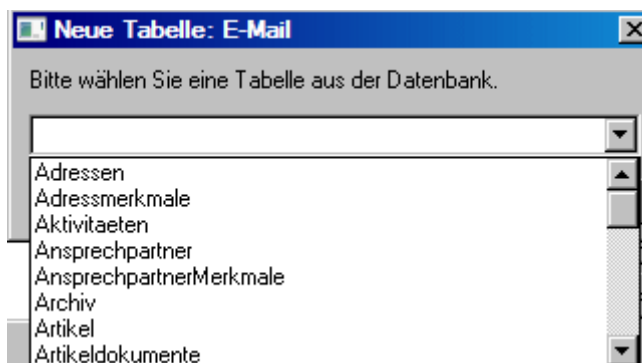 Neue Tabelle: E-Mail
Bitte wählen Sie eine Tabelle aus der Datenbank.
Adressen
Adressmerkmale
Aktivitaeten
Ansprechpartner
AnsprechpartnerMerkmale
Archiv
Artikel
Artikeldokumente